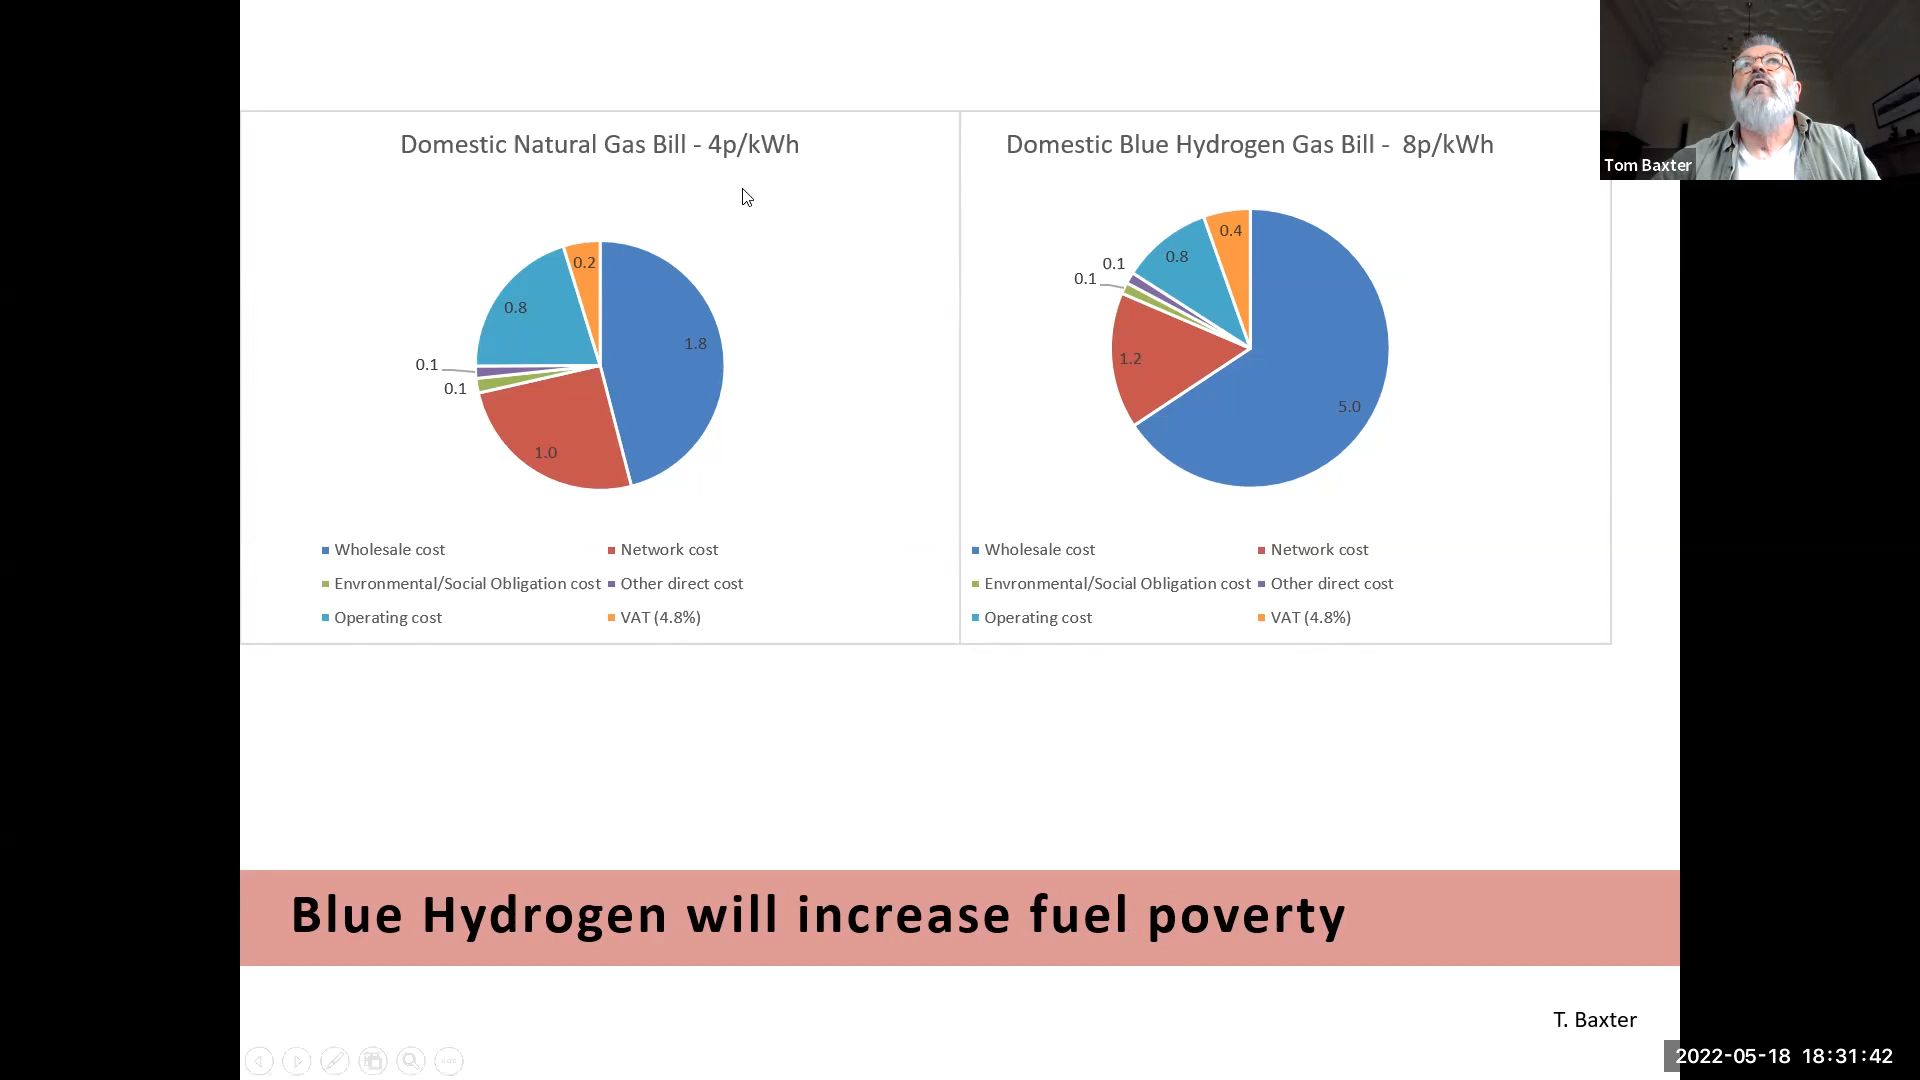 Domestic Natural Gas Bill - 4p/kWh
0.2
0.8
1.8
0.1
0.1
1.0
Wholesale cost
Network cost
Envronmental/Social Obligation cost
Other direct cost
Operating cost
VAT (4.8%)
Domestic Blue Hydrogen Gas Bill - 8p/kWh
0.4
0.8
0.1
0.1
1.2
5.0
Wholesale cost
Network cost
Envronmental/Social Obligation cost
Other direct cost
Operating cost
VAT (4.8%)
Tom Baxter
Blue Hydrogen will increase fuel poverty
T. Baxter
2022-05-18 18:31:42